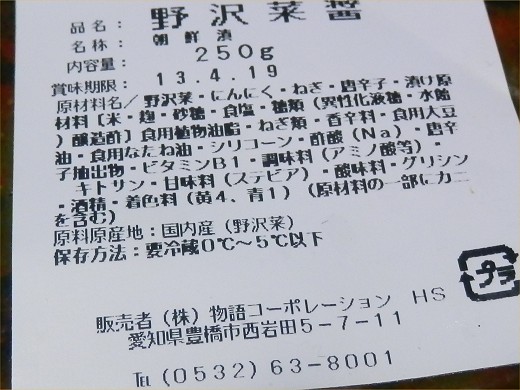 品名: 野沢菜醤
名称: 朝鮮漬
内容量: 250g
賞味期限: 13.4.19
原材料名/野沢菜・にんにく・ねぎ・唐辛子・漬け原
材料〔米・麹・砂糖・食塩・糖類(異性化液糖・水飴
)醸造酢〕食用植物油脂・ねぎ類・香辛料・食用大豆
油・食用なたね油・シリコーン・酢酸(Na)・唐辛
子抽出物・ビタミンB1・調味料(アミノ酸等)・
キトサン・甘味料(ステビア)・酸味料・グリシン
・酒精・着色料(黄4、青1)(原材料の一部にカニ
を含む)
原料原産地:国内産(野沢菜)
保存方法:要冷蔵0℃〜5℃以下
プラ
販売者(株)物語コーポレーション HS
愛知県豊橋市西岩田5-7-11
℡(0532)63-8001